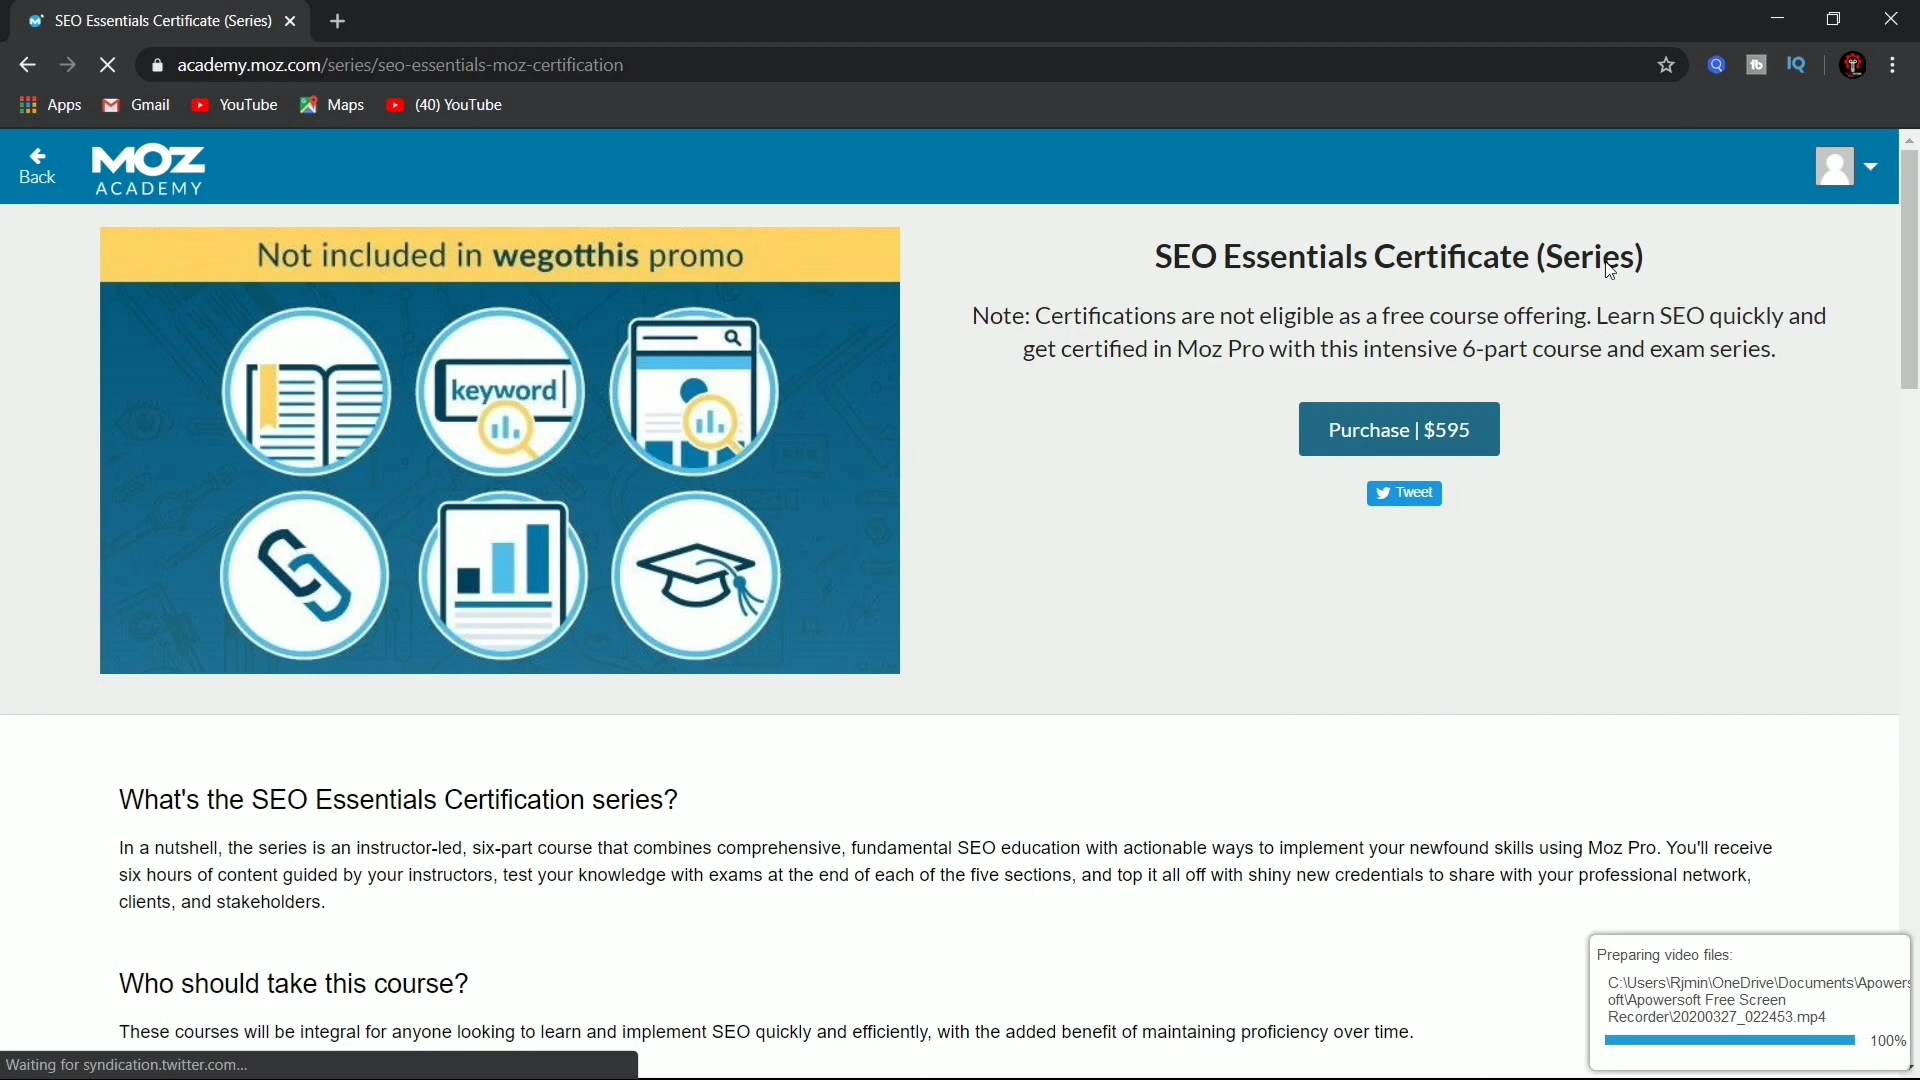 SEO Essentials Certificate (Series)
academy.moz.com/series/seo-essentials-moz-certification
Apps
Gmail
YouTube
Maps
(40) YouTube
Back
MOZ
ACADEMY
Not included in wegotthis promo
keyword
SEO Essentials Certificate (Series)
Note: Certifications are not eligible as a free course offering. Learn SEO quickly and
get certified in Moz Pro with this intensive 6-part course and exam series.
Purchase | $595
Tweet
What's the SEO Essentials Certification series?
In a nutshell, the series is an instructor-led, six-part course that combines comprehensive, fundamental SEO education with actionable ways to implement your newfound skills using Moz Pro. You'll receive
six hours of content guided by your instructors, test your knowledge with exams at the end of each of the five sections, and top it all off with shiny new credentials to share with your professional network,
clients, and stakeholders.
Who should take this course?
These courses will be integral for anyone looking to learn and implement SEO quickly and efficiently, with the added benefit of maintaining proficiency over time.
Preparing video files:
C:\Users\Rjmin\OneDrive\Documents\Apowers
oft\Apowersoft Free Screen
Recorder\20200327_022453.mp4
100%
Waiting for syndication.twitter.com...